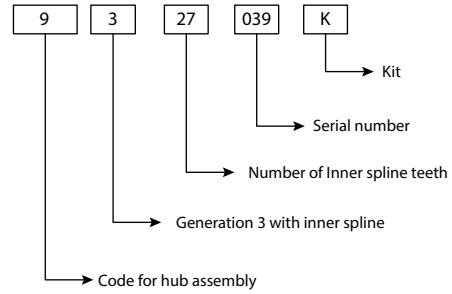 9 3 27 039 K
Kit
Serial number
Number of Inner spline teeth
Generation 3 with inner spline
Code for hub assembly